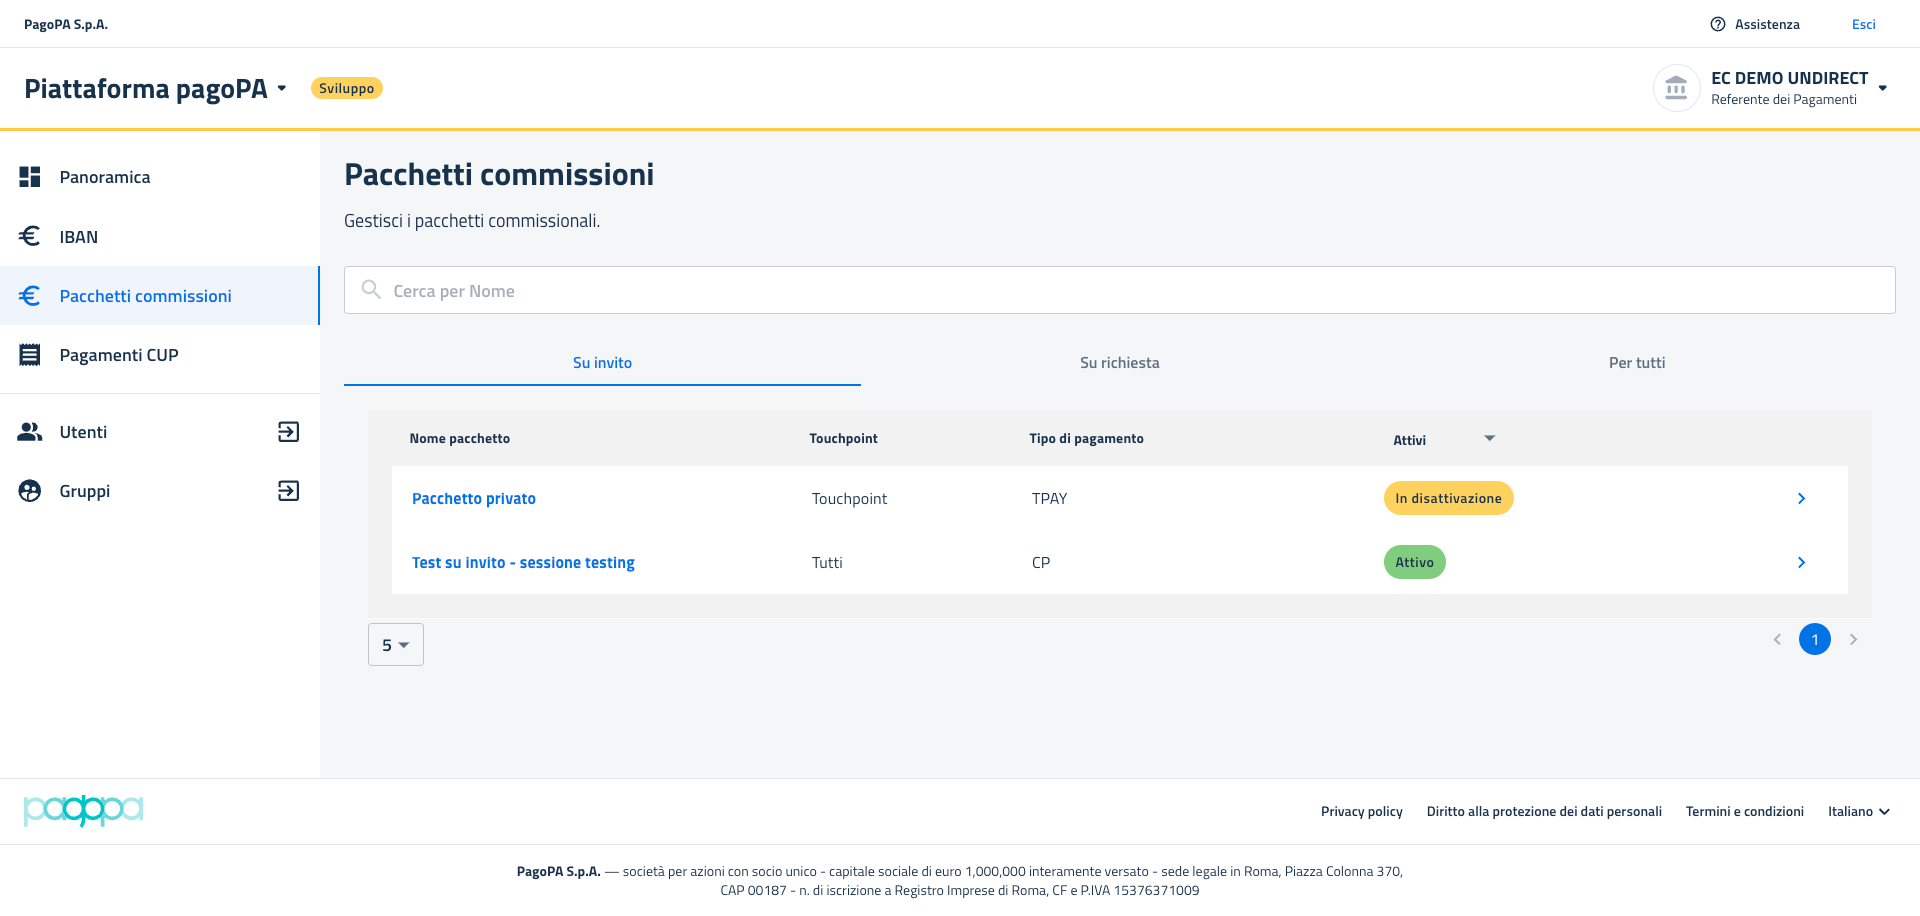 PagoPA S.p.A.
Assistenza
Esci
Piattaforma pagoPA
Sviluppo
EC DEMO UNDIRECT
Referente dei Pagamenti
Panoramica
IBAN
Pacchetti commissioni
Pagamenti CUP
Utenti
Gruppi
Pacchetti commissioni
Gestisci i pacchetti commissionali.
Cerca per Nome
Su invito
Su richiesta
Per tutti
Nome pacchetto
Touchpoint
Tipo di pagamento
Attivi
Pacchetto privato
Touchpoint
TPAY
In disattivazione
Test su invito - sessione testing
Tutti
CP
Attivo
5
1
pagopa
Privacy policy
Diritto alla protezione dei dati personali
Termini e condizioni
Italiano
PagoPA S.p.A. — società per azioni con socio unico - capitale sociale di euro 1,000,000 interamente versato - sede legale in Roma, Piazza Colonna 370,
CAP 00187 - n. di iscrizione a Registro Imprese di Roma, CF e P.IVA 15376371009